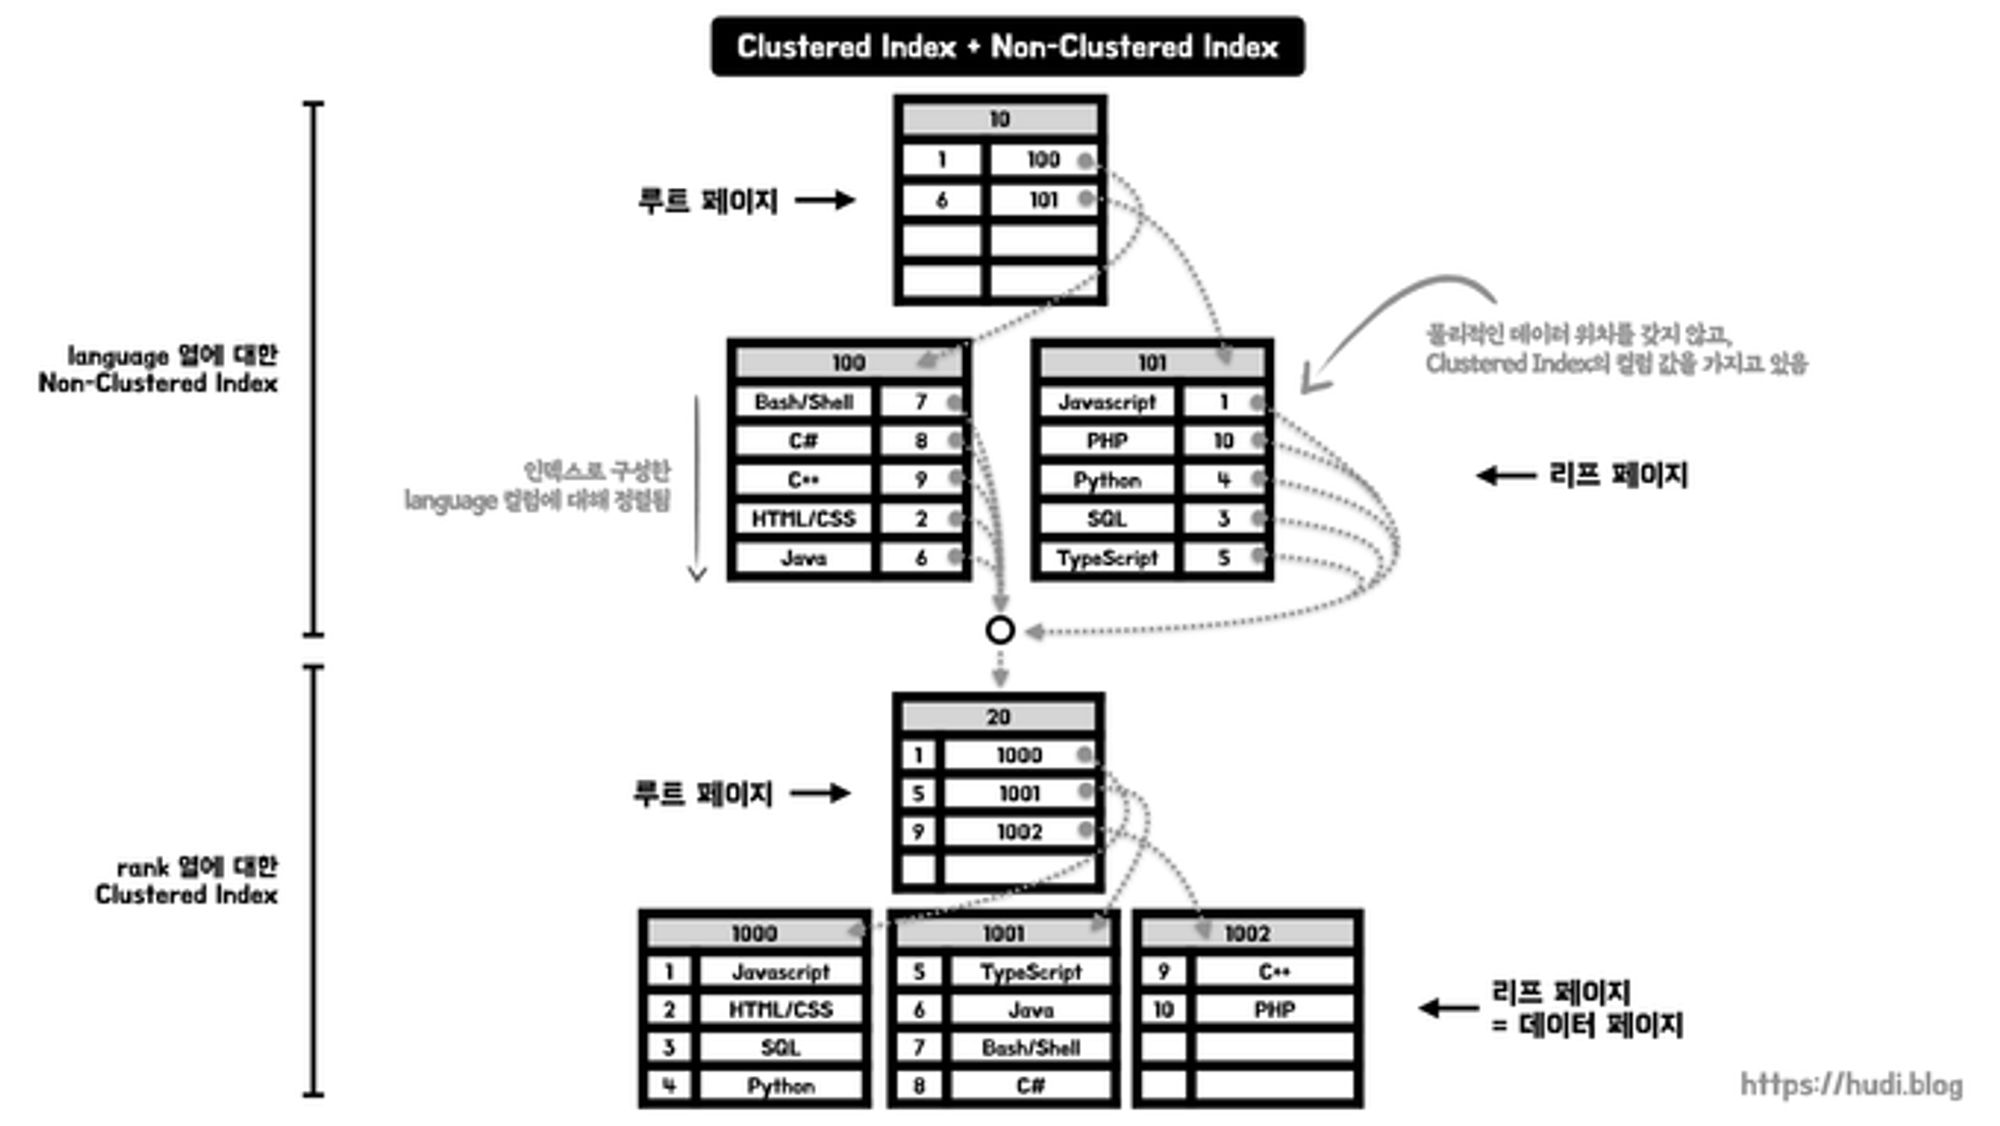 Clustered Index + Non-Clustered Index
10
1 100
6 101
루트 페이지
language 열에 대한
Non-Clustered Index
물리적인 데이터 위치를 갖지 않고,
Clustered Index의 컬럼 값을 가지고 있음
100
Bash/Shell 7
C# 8
C++ 9
HTML/CSS 2
Java 6
101
Javascript 1
PHP 10
Python 4
SQL 3
TypeScript 5
인덱스로 구성한
language 컬럼에 대해 정렬됨
리프 페이지
20
1 1000
5 1001
9 1002
루트 페이지
rank 열에 대한
Clustered Index
1000
1 Javascript
2 HTML/CSS
3 SQL
4 Python
1001
5 TypeScript
6 Java
7 Bash/Shell
8 C#
1002
9 C++
10 PHP
리프 페이지
= 데이터 페이지
https://hudi.blog